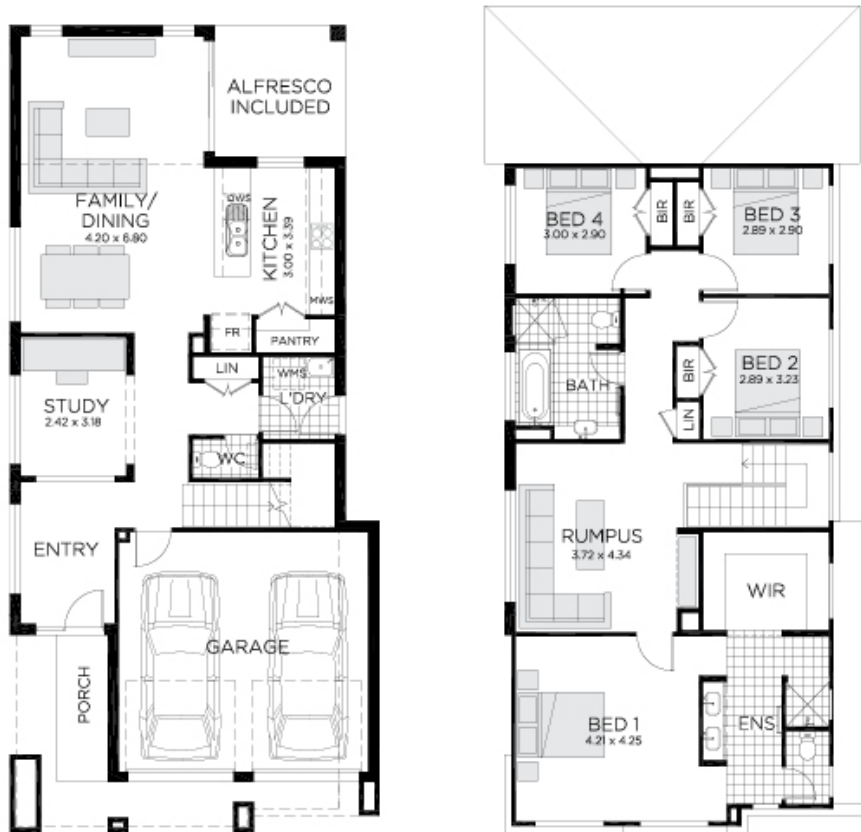 ALFRESCO
INCLUDED
FAMILY/
DINING
4.20 x 6.80
DWS
KITCHEN
3.00 x 3.39
MWS
FR
PANTRY
LIN
WMS
L'DRY
STUDY
2.42 x 3.18
WC
ENTRY
GARAGE
PORCH
BED 4
3.00 x 2.90
BIR
BIR
BED 3
2.89 x 2.90
BATH
BIR
BED 2
2.89 x 3.23
LIN
RUMPUS
3.72 x 4.34
WIR
BED 1
4.21 x 4.25
ENS